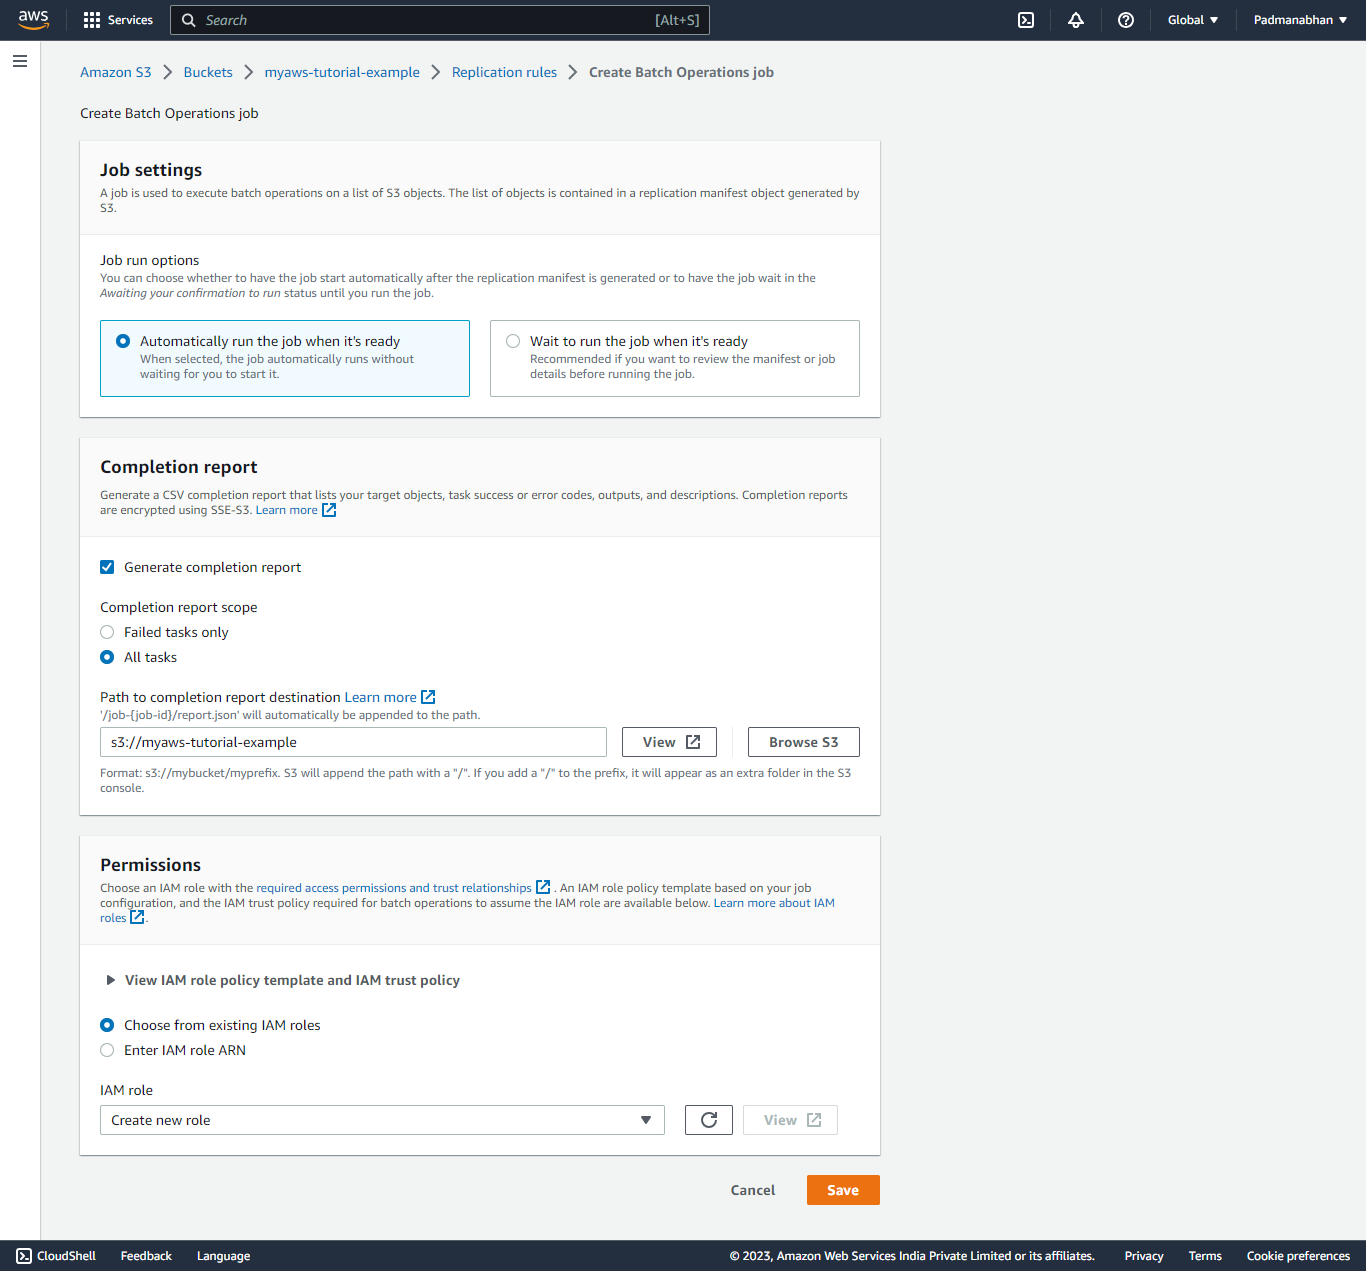 aws Services Search [Alt+S] Global Padmanabhan
Amazon S3 Buckets myaws-tutorial-example Replication rules Create Batch Operations job
Create Batch Operations job
Job settings
A job is used to execute batch operations on a list of S3 objects. The list of objects is contained in a replication manifest object generated by
S3.
Job run options
You can choose whether to have the job start automatically after the replication manifest is generated or to have the job wait in the
Awaiting your confirmation to run status until you run the job.
Automatically run the job when it's ready
When selected, the job automatically runs without
waiting for you to start it.
Wait to run the job when it's ready
Recommended if you want to review the manifest or job
details before running the job.
Completion report
Generate a CSV completion report that lists your target objects, task success or error codes, outputs, and descriptions. Completion reports
are encrypted using SSE-S3. Learn more
Generate completion report
Completion report scope
Failed tasks only
All tasks
Path to completion report destination Learn more
'/job-{job-id}/report.json' will automatically be appended to the path.
s3://myaws-tutorial-example View Browse S3
Format: s3://mybucket/myprefix. S3 will append the path with a "/". If you add a "/" to the prefix, it will appear as an extra folder in the S3
console.
Permissions
Choose an IAM role with the required access permissions and trust relationships . An IAM role policy template based on your job
configuration, and the IAM trust policy required for batch operations to assume the IAM role are available below. Learn more about IAM
roles .
View IAM role policy template and IAM trust policy
Choose from existing IAM roles
Enter IAM role ARN
IAM role
Create new role View
Cancel Save
CloudShell Feedback Language © 2023, Amazon Web Services India Private Limited or its affiliates. Privacy Terms Cookie preferences